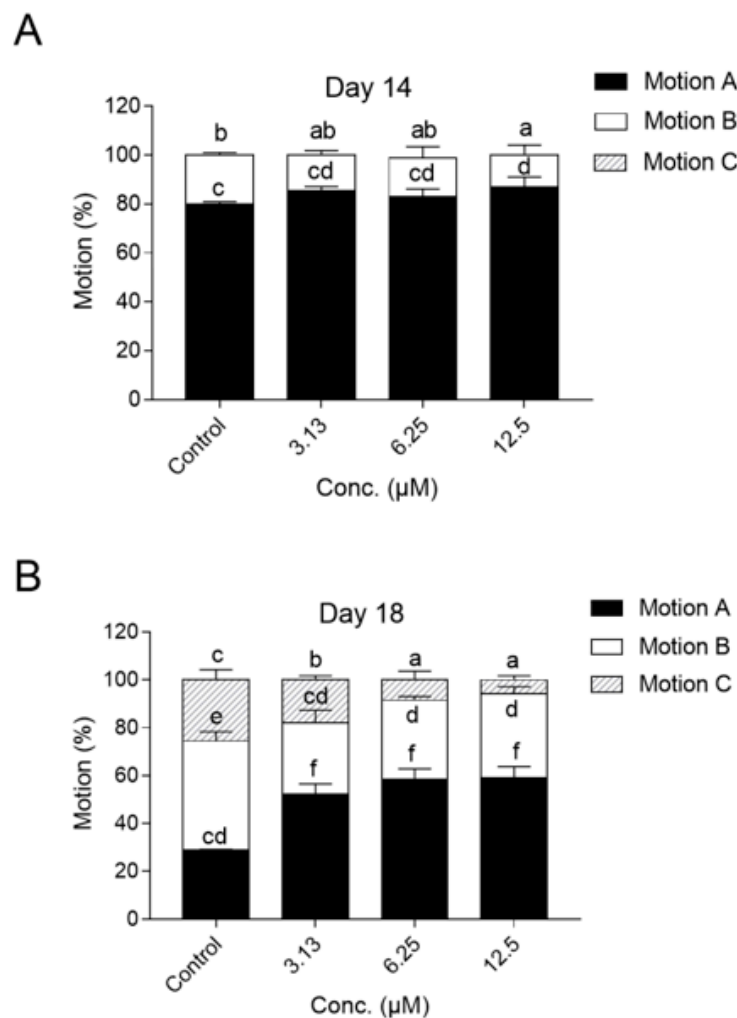 A
Day 14
Motion A
Motion B
Motion C
120
100
80
60
40
20
0
Motion (%)
b
ab
ab
a
c
cd
cd
d
Control
3.13
6.25
12.5
Conc. (μM)
B
Day 18
Motion A
Motion B
Motion C
120
100
80
60
40
20
0
Motion (%)
c
b
a
a
e
cd
d
d
cd
f
f
f
Control
3.13
6.25
12.5
Conc. (μM)